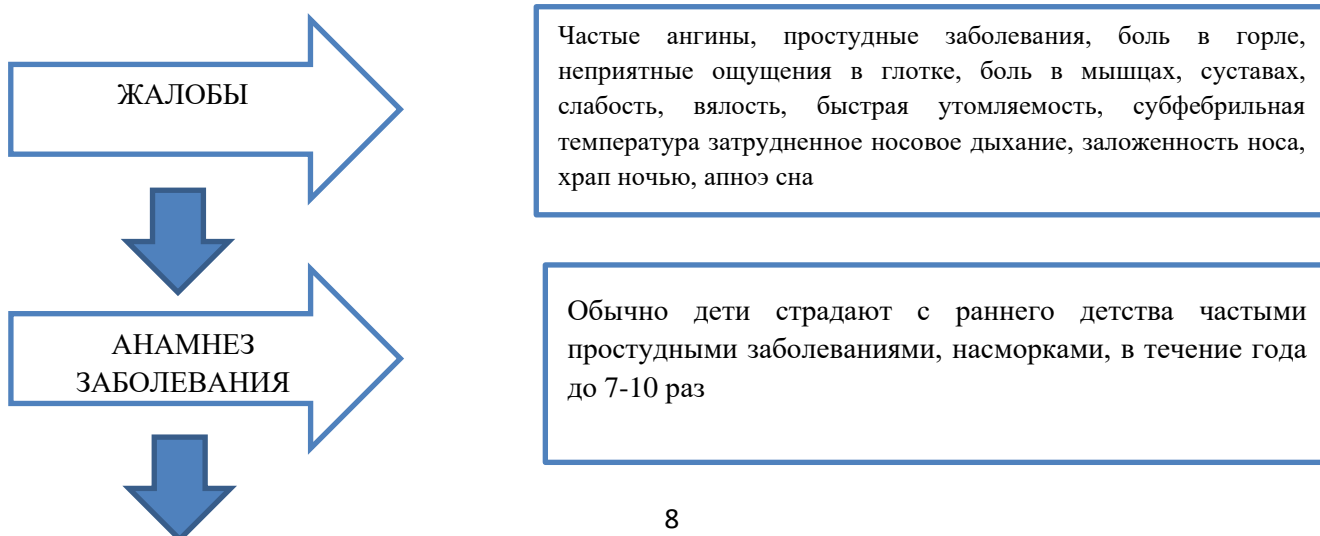 ЖАЛОБЫ
Частые ангины, простудные заболевания, боль в горле,
неприятные ощущения в глотке, боль в мышцах, суставах,
слабость, вялость, быстрая утомляемость, субфебрильная
температура затрудненное носовое дыхание, заложенность носа,
храп ночью, апноэ сна
АНАМНЕЗ
ЗАБОЛЕВАНИЯ
Обычно дети страдают с раннего детства частыми
простудными заболеваниями, насморками, в течение года
до 7-10 раз
8